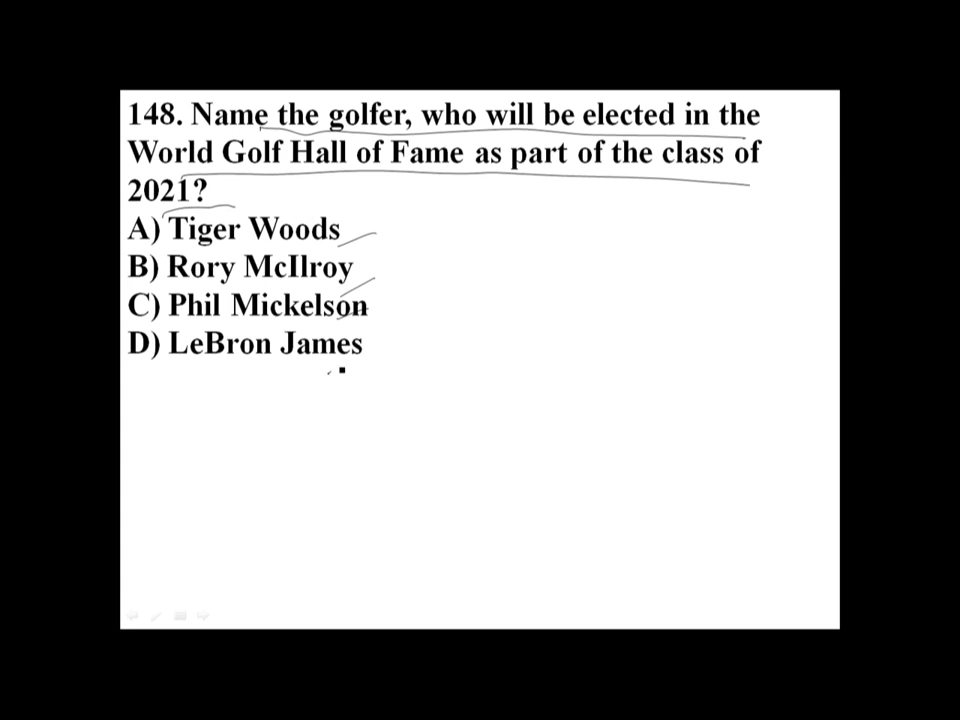 148. Name the golfer, who will be elected in the
World Golf Hall of Fame as part of the class of
2021?
A) Tiger Woods
B) Rory McIlroy
C) Phil Mickelson
D) LeBron James